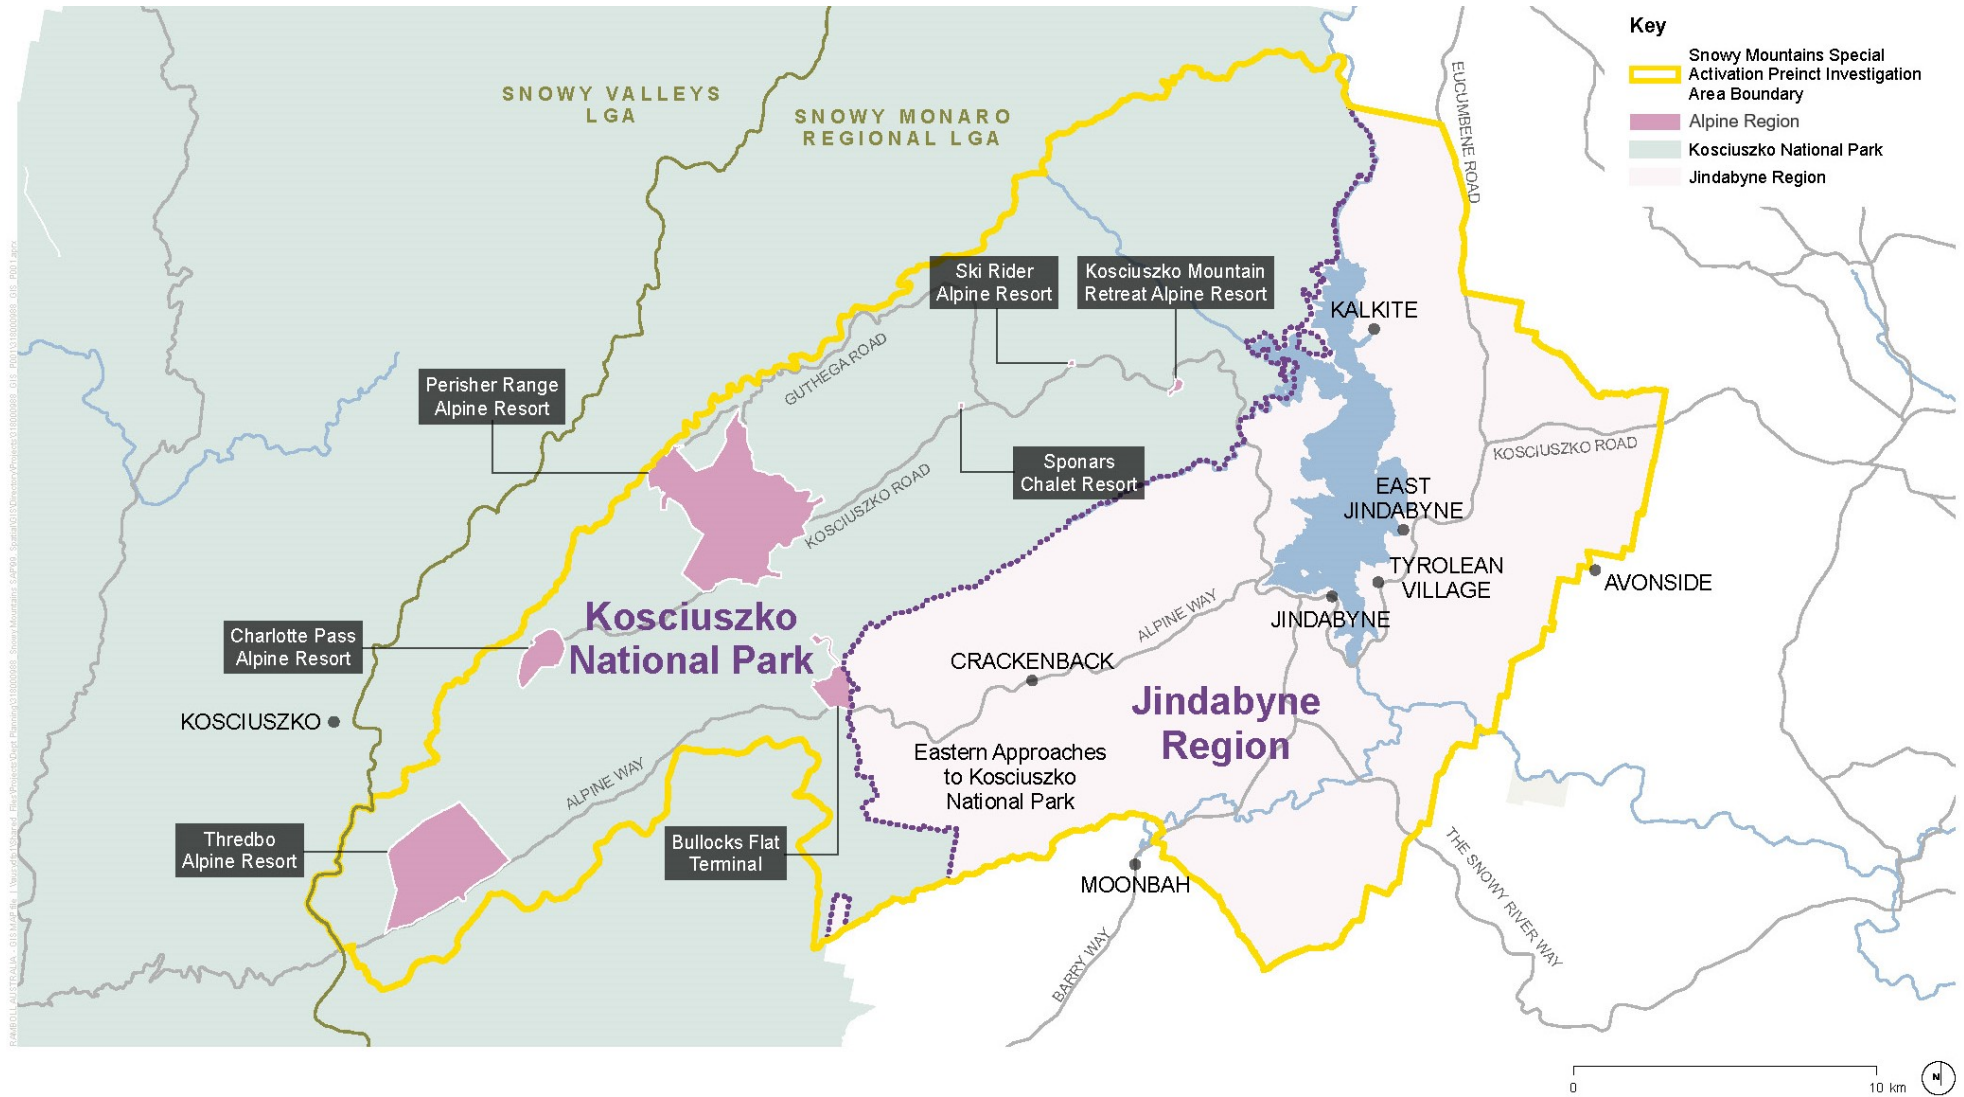 Key
Snowy Mountains Special
Activation Preinct Investigation
Area Boundary
Alpine Region
Kosciuszko National Park
Jindabyne Region
SNOWY VALLEYS
LGA
SNOWY MONARO
REGIONAL LGA
EUCUMBENE ROAD
Ski Rider
Alpine Resort
Kosciuszko Mountain
Retreat Alpine Resort
KALKITE
GUTHEGA ROAD
Perisher Range
Alpine Resort
Sponars
Chalet Resort
KOSCIUSZKO ROAD
KOSCIUSZKO ROAD
EAST
JINDABYNE
TYROLEAN
VILLAGE
AVONSIDE
JINDABYNE
ALPINE WAY
Kosciuszko
National Park
Charlotte Pass
Alpine Resort
CRACKENBACK
Jindabyne
Region
KOSCIUSZKO
Eastern Approaches
to Kosciuszko
National Park
ALPINE WAY
Thredbo
Alpine Resort
Bullocks Flat
Terminal
MOONBAH
BARRY WAY
THE SNOWY RIVER WAY
0
10 km
N